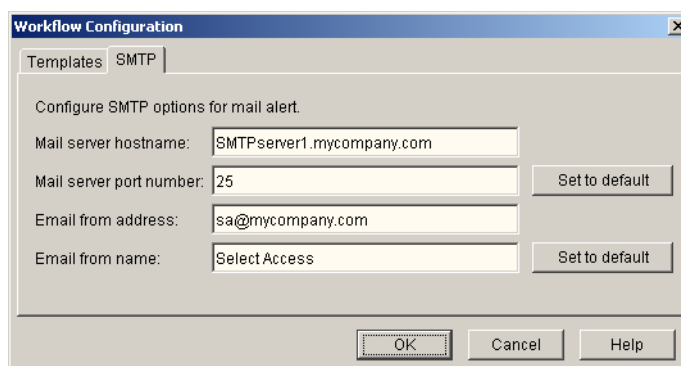 Workflow Configuration
Templates SMTP
Configure SMTP options for mail alert.
Mail server hostname: SMTPserver1.mycompany.com
Mail server port number: 25 Set to default
Email from address: sa@mycompany.com
Email from name: Select Access Set to default
OK Cancel Help